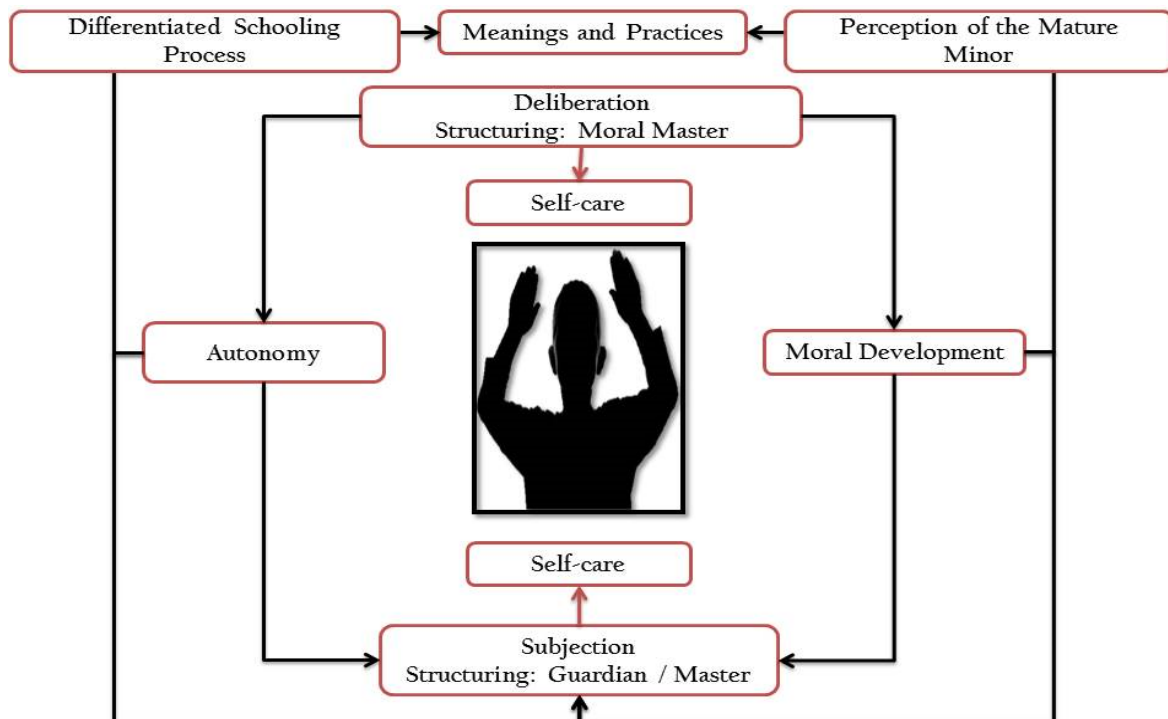 Differentiated Schooling
Process
Meanings and Practices
Perception of the Mature
Minor
Deliberation
Structuring: Moral Master
Self-care
Autonomy
Moral Development
Self-care
Subjection
Structuring: Guardian / Master